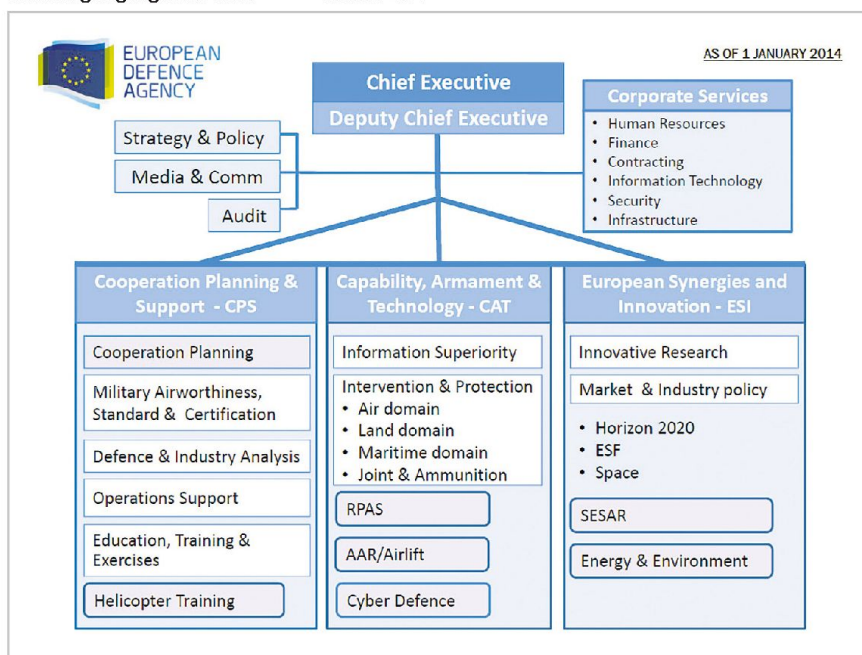 EUROPEAN
DEFENCE
AGENCY
AS OF 1 JANUARY 2014
Chief Executive
Deputy Chief Executive
Strategy & Policy
Media & Comm
Audit
Corporate Services
• Human Resources
• Finance
• Contracting
• Information Technology
• Security
• Infrastructure
Cooperation Planning &
Support - CPS
Cooperation Planning
Military Airworthiness,
Standard & Certification
Defence & Industry Analysis
Operations Support
Education, Training &
Exercises
Helicopter Training
Capability, Armament &
Technology - CAT
Information Superiority
Intervention & Protection
• Air domain
• Land domain
• Maritime domain
• Joint & Ammunition
RPAS
AAR/Airlift
Cyber Defence
European Synergies and
Innovation - ESI
Innovative Research
Market & Industry policy
• Horizon 2020
• ESF
• Space
SESAR
Energy & Environment